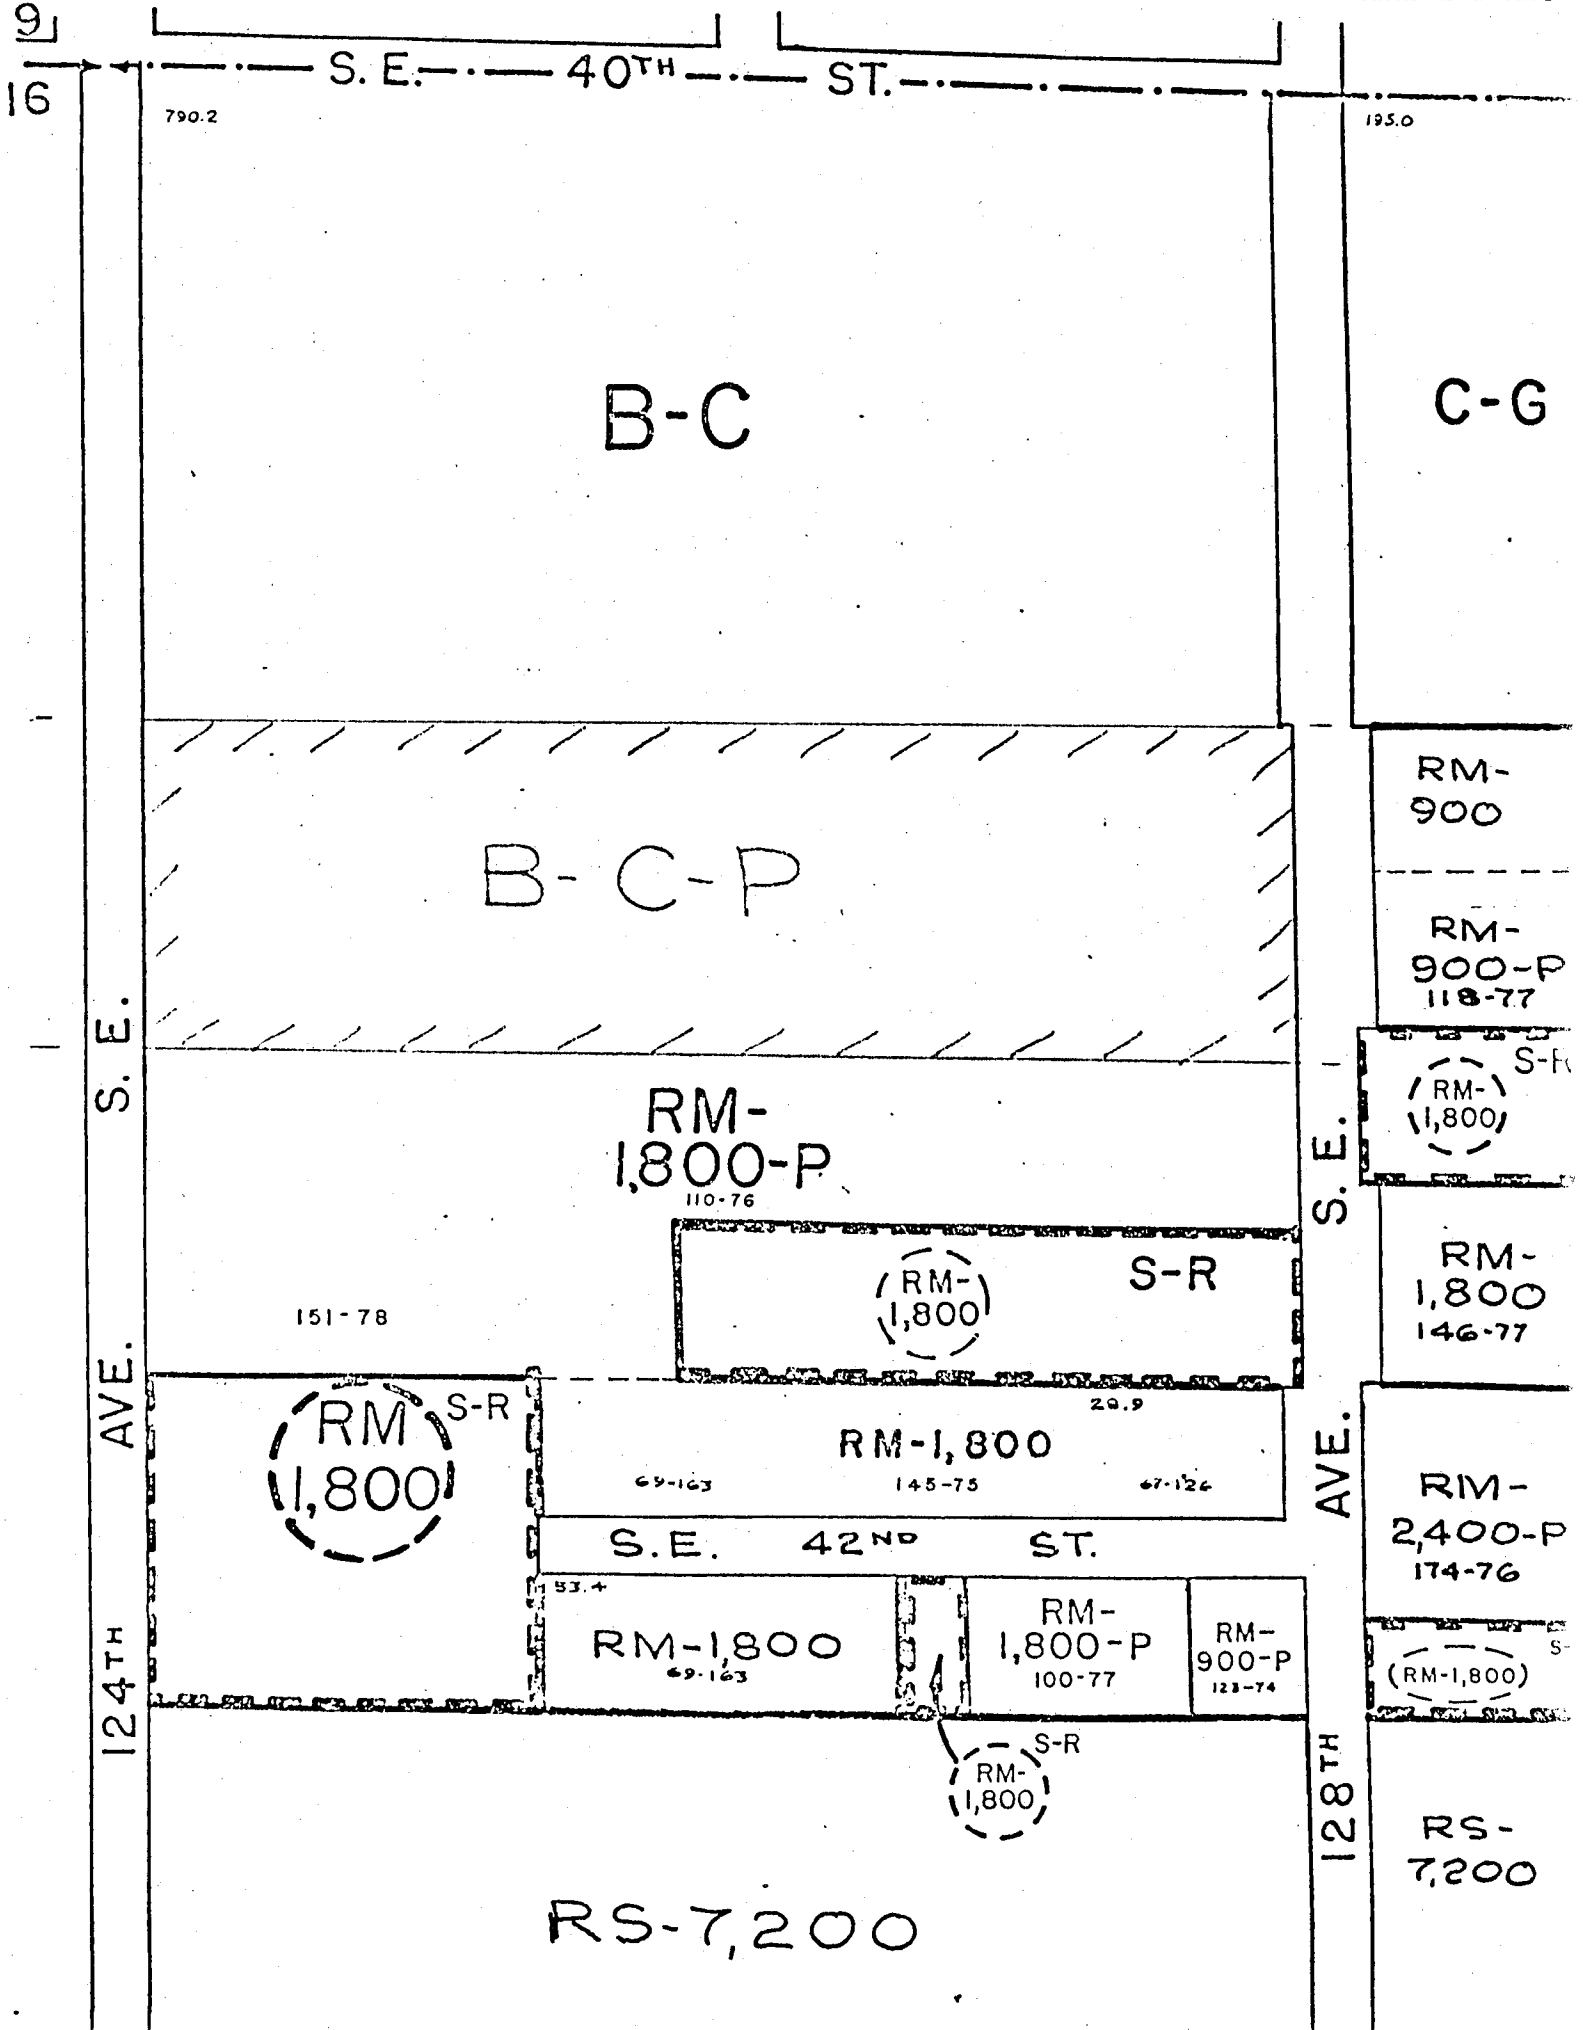 9
S. E. 40TH ST.
16
790.2
195.0
B-C
C-G
RM-
900
B-C-P
RM-
900-P
118-77
S-R
RM-
1,800
RM-
1,800-P
110-76
S-R
RM-
1,800
RM-
1,800
146-77
151-78
S-R
RM
1,800
28.9
RM-1,800
69-163 145-75 67-126
RM-
2,400-P
174-76
S.E. 42ND ST.
53.4
RM-1,800
69-163
RM-
1,800-P
100-77
RM-
900-P
123-74
S-
(RM-1,800)
S-R
RM-
1,800
RS-
7,200
RS-7,200
124TH AVE. S. E.
128TH AVE. S. E.